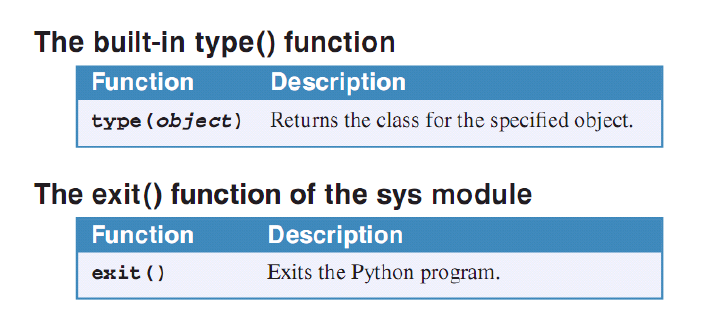 The built-in type() function
Function Description
type(object) Returns the class for the specified object.
The exit() function of the sys module
Function Description
exit() Exits the Python program.